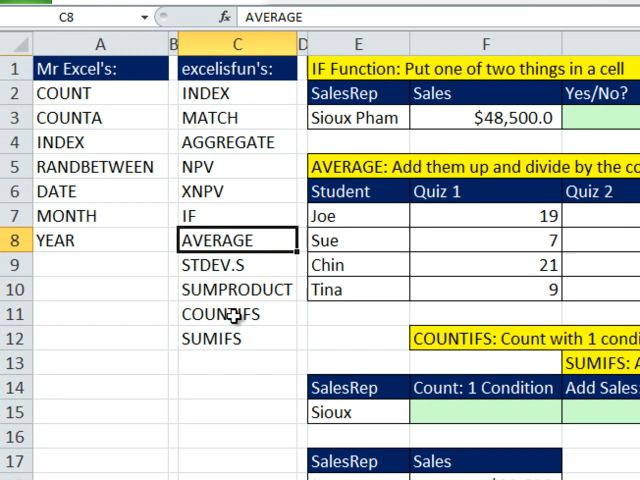 C8 fx AVERAGE
A B C D E F
1 Mr Excel's: excelisfun's: IF Function: Put one of two things in a cell
2 COUNT INDEX SalesRep Sales Yes/No?
3 COUNTA MATCH Sioux Pham $48,500.0
4 INDEX AGGREGATE
5 RANDBETWEEN NPV AVERAGE: Add them up and divide by the co
6 DATE XNPV Student Quiz 1 Quiz 2
7 MONTH IF Joe 19
8 YEAR AVERAGE Sue 7
9 STDEV.S Chin 21
10 SUMPRODUCT Tina 9
11 COUNTIFS
12 SUMIFS COUNTIFS: Count with 1 condi
13 SUMIFS: A
14 SalesRep Count: 1 Condition Add Sales:
15 Sioux
16
17 SalesRep Sales